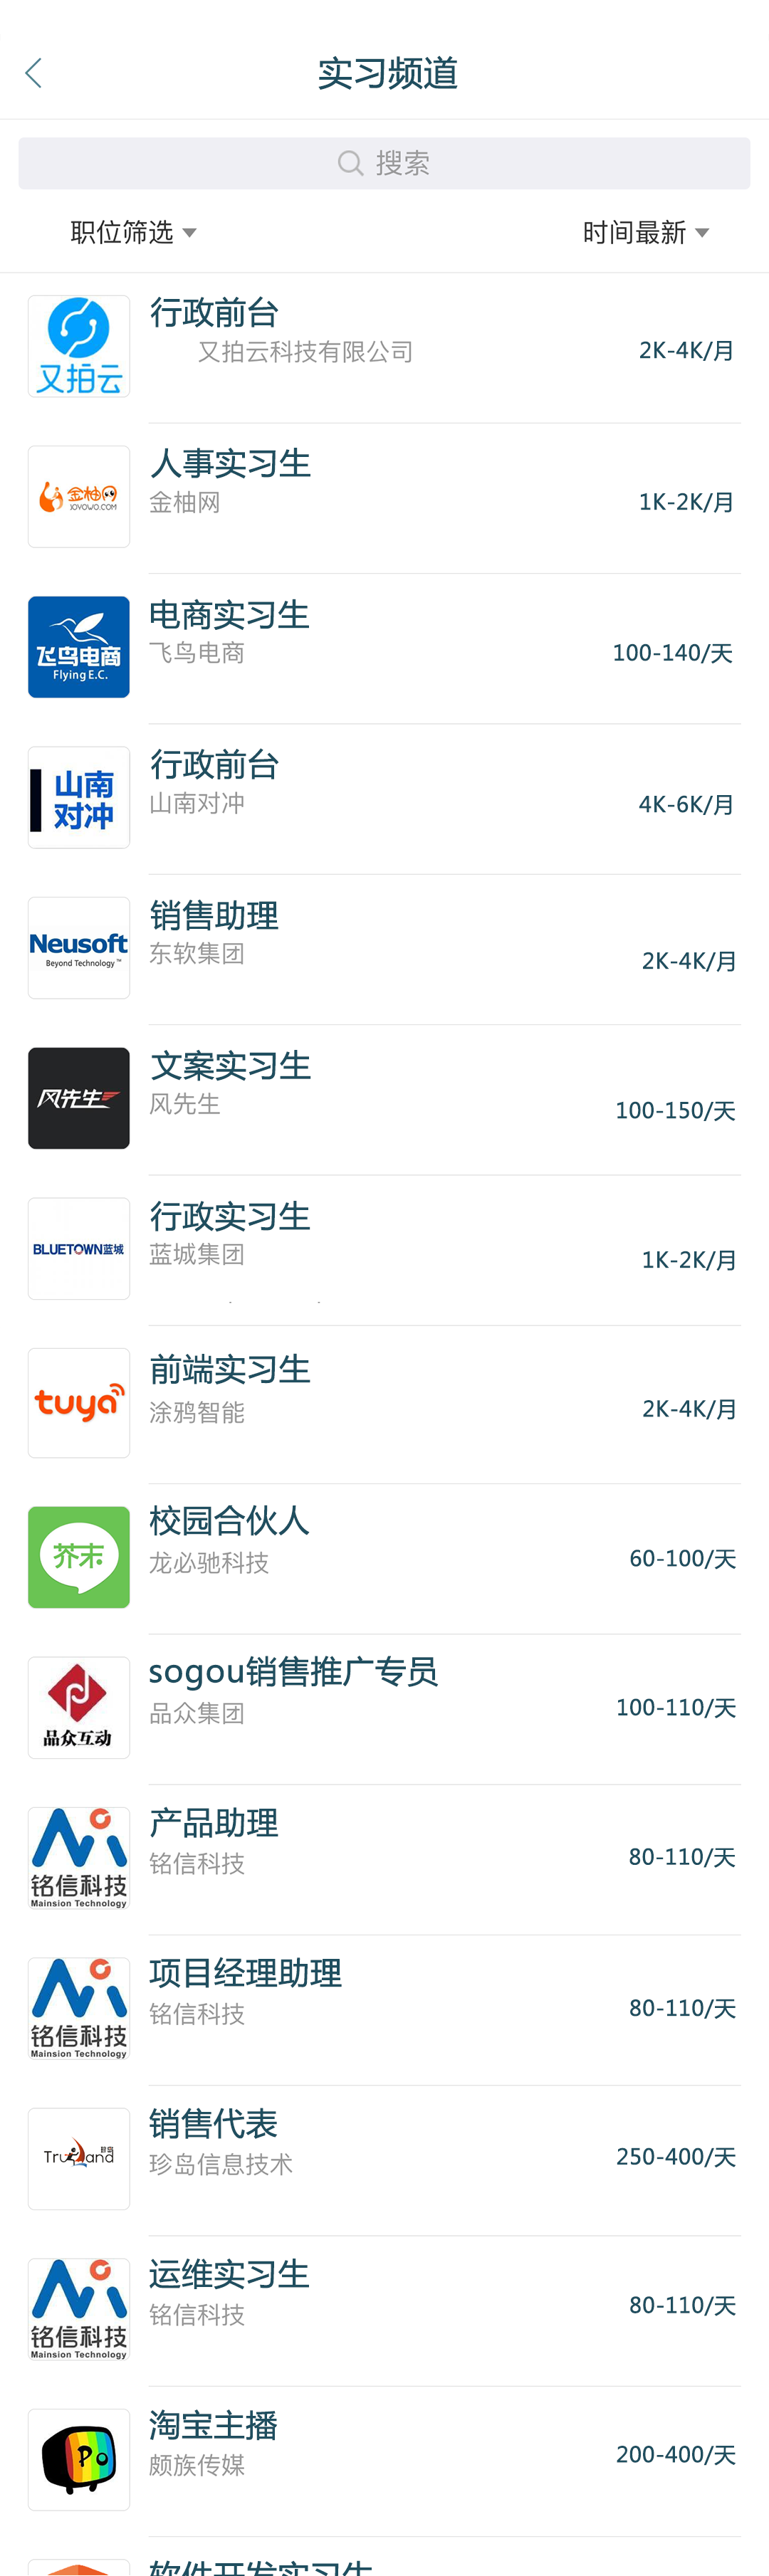 实习频道
搜索
职位筛选
时间最新
又拍云
行政前台
又拍云科技有限公司
2K-4K/月
金柚网
JOYOWO.COM
人事实习生
金柚网
1K-2K/月
飞鸟电商
Flying E.C.
电商实习生
飞鸟电商
100-140/天
山南
对冲
行政前台
山南对冲
4K-6K/月
Neusoft
Beyond Technology™
销售助理
东软集团
2K-4K/月
风先生
文案实习生
风先生
100-150/天
BLUETOWN蓝城
行政实习生
蓝城集团
1K-2K/月
tuya
前端实习生
涂鸦智能
2K-4K/月
芥末
校园合伙人
龙必驰科技
60-100/天
品众互动
sogou销售推广专员
品众集团
100-110/天
铭信科技
Mainsion Technology
产品助理
铭信科技
80-110/天
铭信科技
Mainsion Technology
项目经理助理
铭信科技
80-110/天
销售代表
珍岛信息技术
250-400/天
铭信科技
Mainsion Technology
运维实习生
铭信科技
80-110/天
Po
淘宝主播
颇族传媒
200-400/天
软件开发实习生